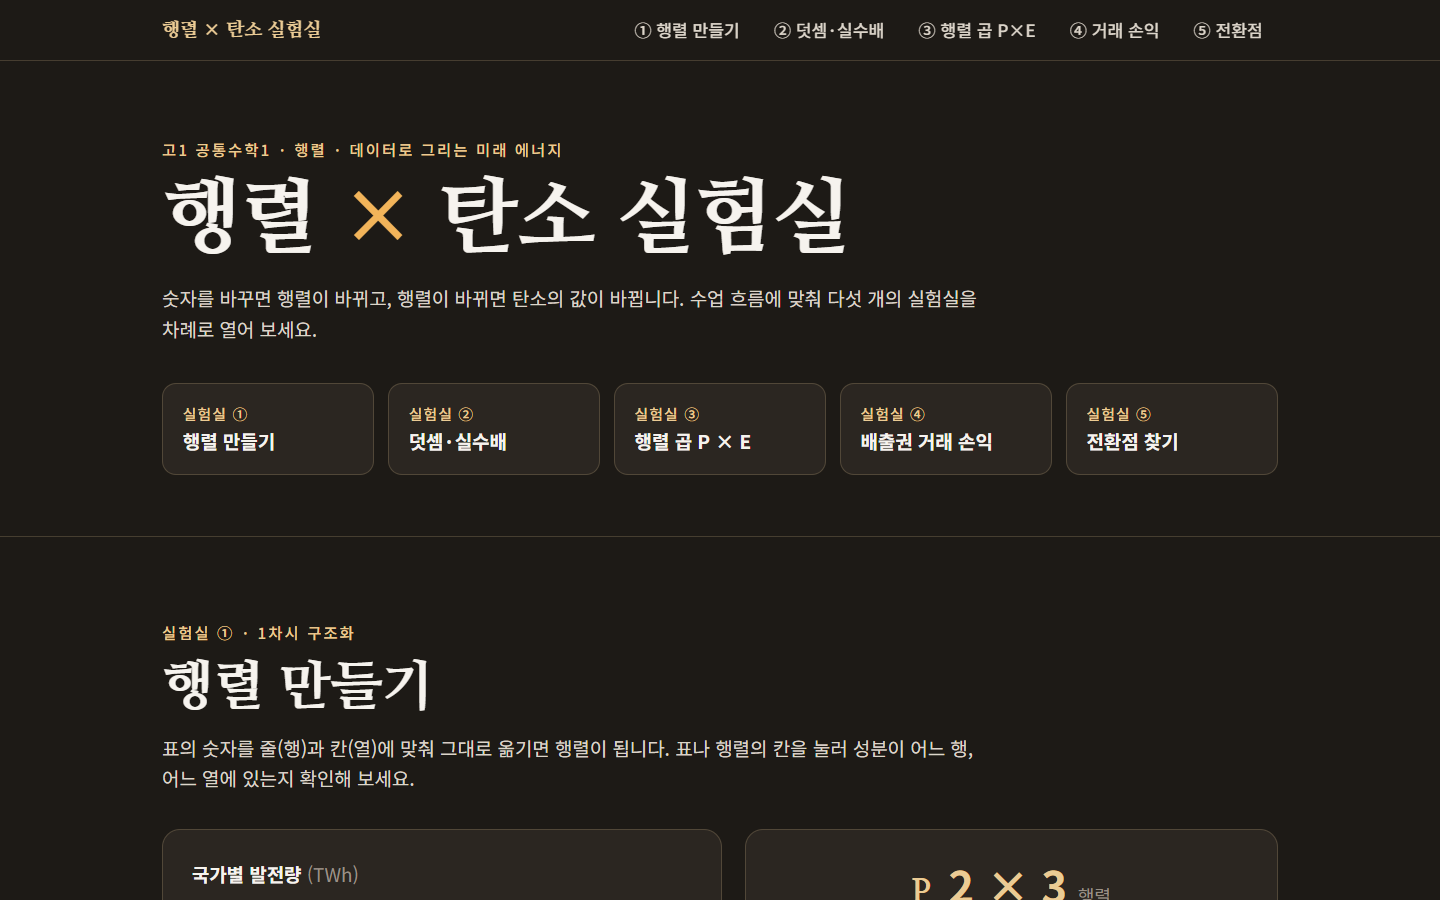 행렬 × 탄소 실험실
① 행렬 만들기
② 덧셈·실수배
③ 행렬 곱 P×E
④ 거래 손익
⑤ 전환점
고1 공통수학1 · 행렬 · 데이터로 그리는 미래 에너지
행렬 × 탄소 실험실
숫자를 바꾸면 행렬이 바뀌고, 행렬이 바뀌면 탄소의 값이 바뀝니다. 수업 흐름에 맞춰 다섯 개의 실험실을
차례로 열어 보세요.
실험실 ①
행렬 만들기
실험실 ②
덧셈·실수배
실험실 ③
행렬 곱 P × E
실험실 ④
배출권 거래 손익
실험실 ⑤
전환점 찾기
실험실 ① · 1차시 구조화
행렬 만들기
표의 숫자를 줄(행)과 칸(열)에 맞춰 그대로 옮기면 행렬이 됩니다. 표나 행렬의 칸을 눌러 성분이 어느 행,
어느 열에 있는지 확인해 보세요.
국가별 발전량 (TWh)
P 2 × 3 행렬